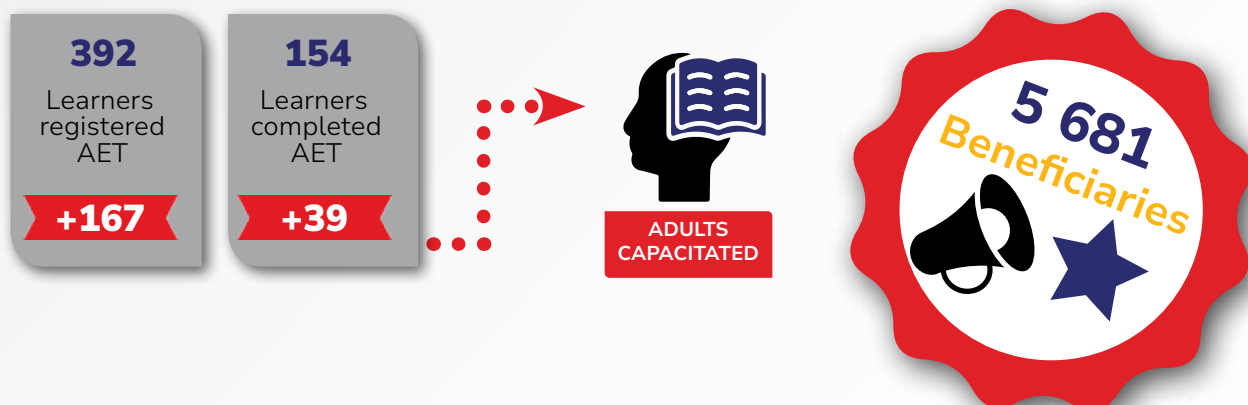 392
Learners
registered
AET
+167
154
Learners
completed
AET
+39
ADULTS
CAPACITATED
5 681
Beneficiaries